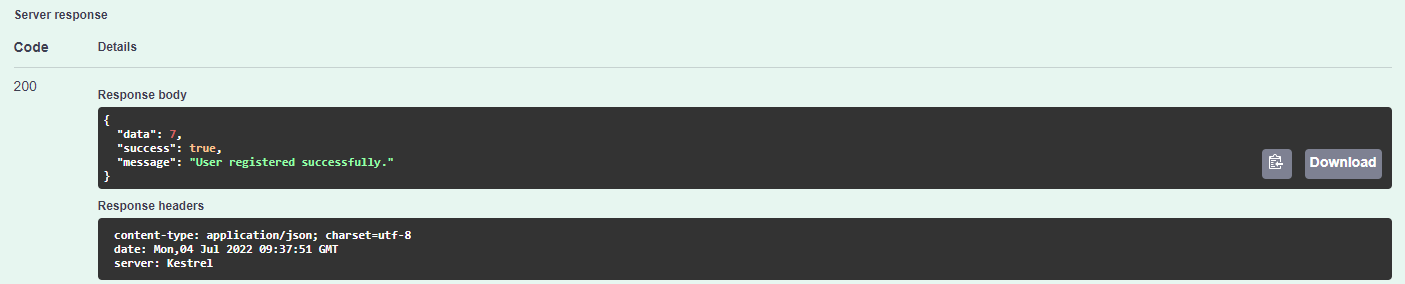 Server response
Code Details
200
Response body
{
"data": 7,
"success": true,
"message": "User registered successfully."
}
Download
Response headers
content-type: application/json; charset=utf-8
date: Mon,04 Jul 2022 09:37:51 GMT
server: Kestrel